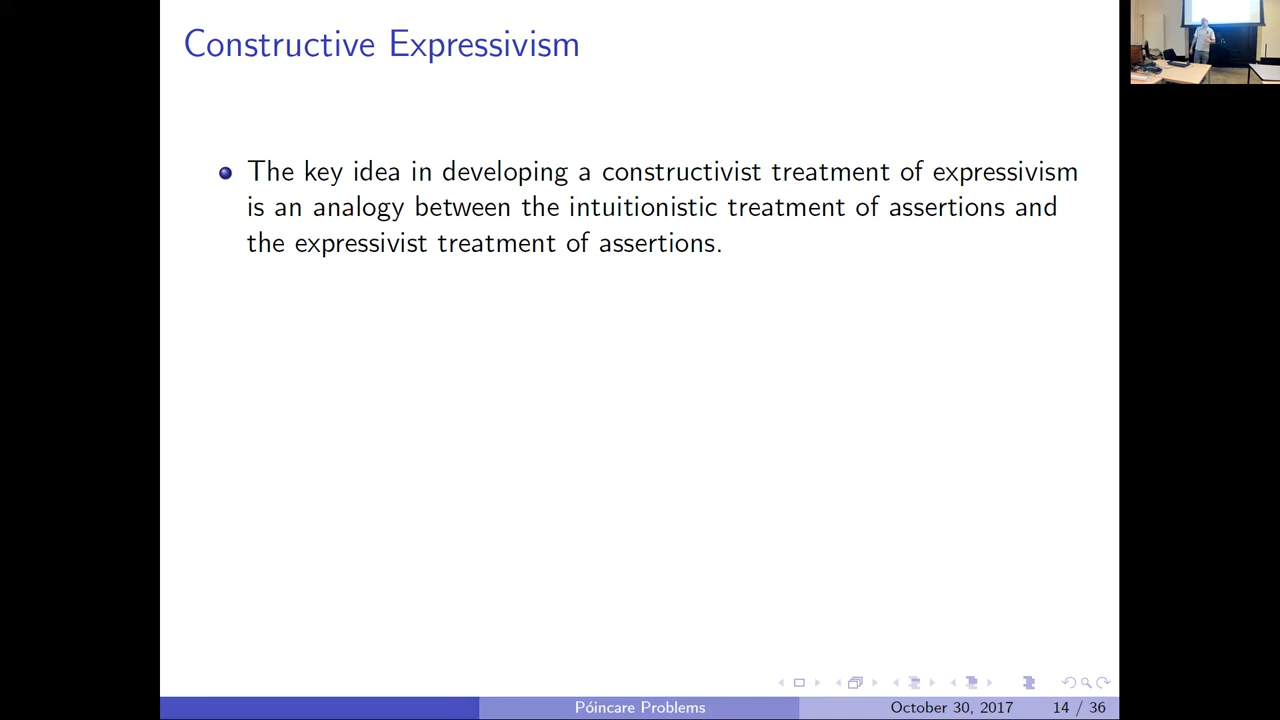 Constructive Expressivism
The key idea in developing a constructivist treatment of expressivism
is an analogy between the intuitionistic treatment of assertions and
the expressivist treatment of assertions.
Póincare Problems
October 30, 2017
14 / 36